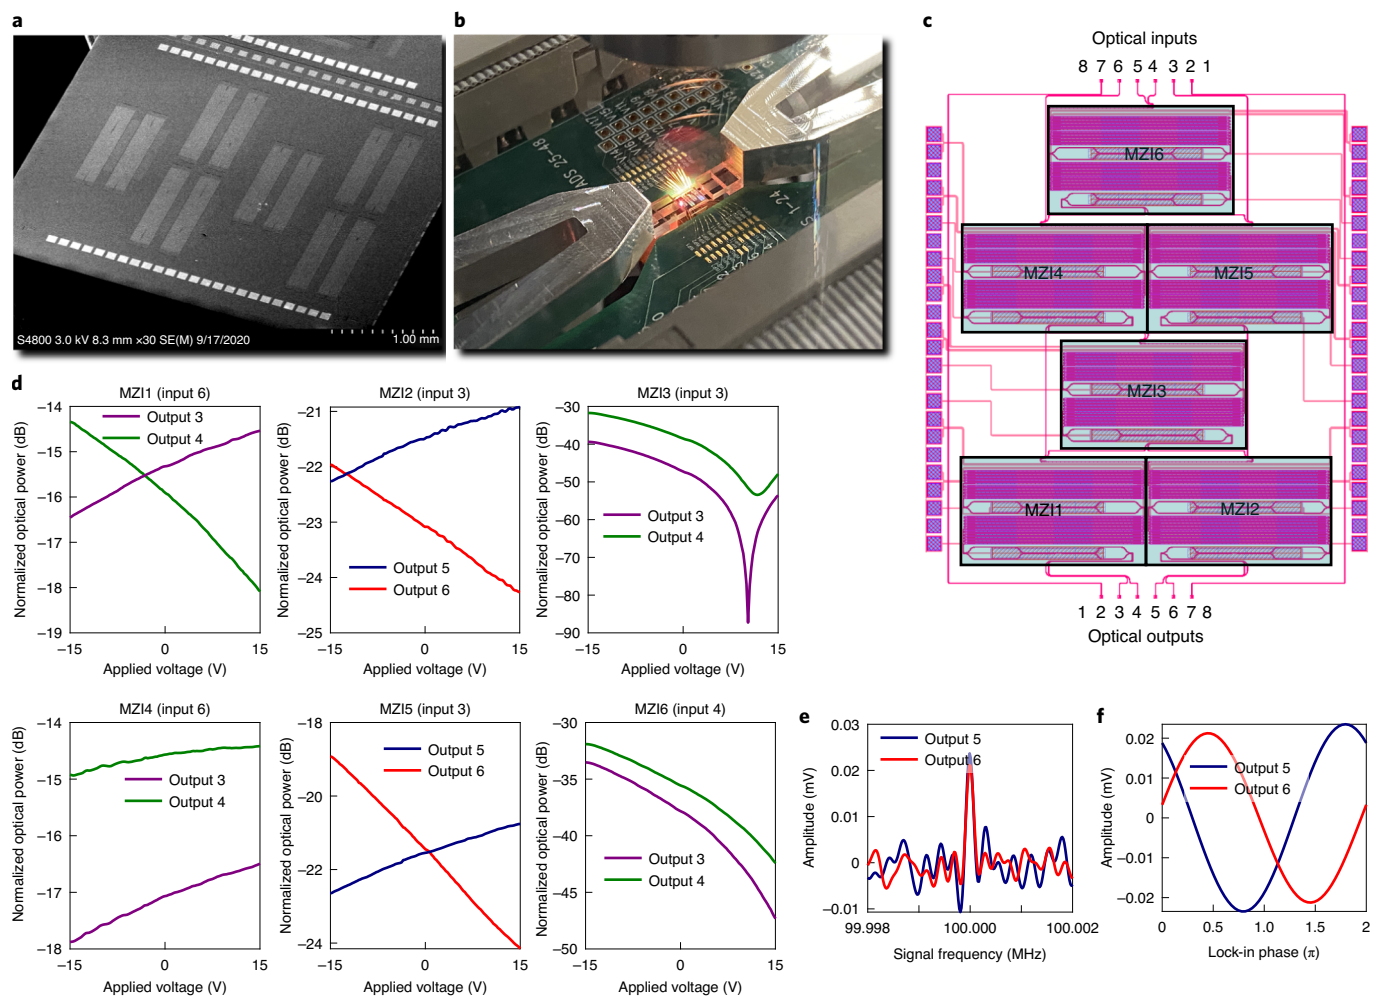 a
b
c
S4800 3.0 kV 8.3 mm ×30 SE(M) 9/17/2020
1.00 mm
ADS 25–48
S 1–24
Optical inputs
8 7 6 5 4 3 2 1
MZI6
MZI4
MZI5
MZI3
MZI1
MZI2
1 2 3 4 5 6 7 8
Optical outputs
d
MZI1 (input 6)
Normalized optical power (dB)
−14
−15
−16
−17
−18
−19
Output 3
Output 4
−15
0
15
Applied voltage (V)
MZI2 (input 3)
Normalized optical power (dB)
−21
−22
−23
−24
−25
Output 5
Output 6
−15
0
15
Applied voltage (V)
MZI3 (input 3)
Normalized optical power (dB)
−30
−40
−50
−60
−70
−80
−90
Output 3
Output 4
−15
0
15
Applied voltage (V)
MZI4 (input 6)
Normalized optical power (dB)
−14
−15
−16
−17
−18
Output 3
Output 4
−15
0
15
Applied voltage (V)
MZI5 (input 3)
Normalized optical power (dB)
−18
−20
−22
−24
Output 5
Output 6
−15
0
15
Applied voltage (V)
MZI6 (input 4)
Normalized optical power (dB)
−30
−35
−40
−45
−50
Output 3
Output 4
−15
0
15
Applied voltage (V)
e
Amplitude (mV)
0.03
0.02
0.01
0
−0.01
Output 5
Output 6
99.998
100.000
100.002
Signal frequency (MHz)
f
Amplitude (mV)
0.02
0.01
0
−0.01
−0.02
Output 5
Output 6
0
0.5
1.0
1.5
2
Lock-in phase (π)